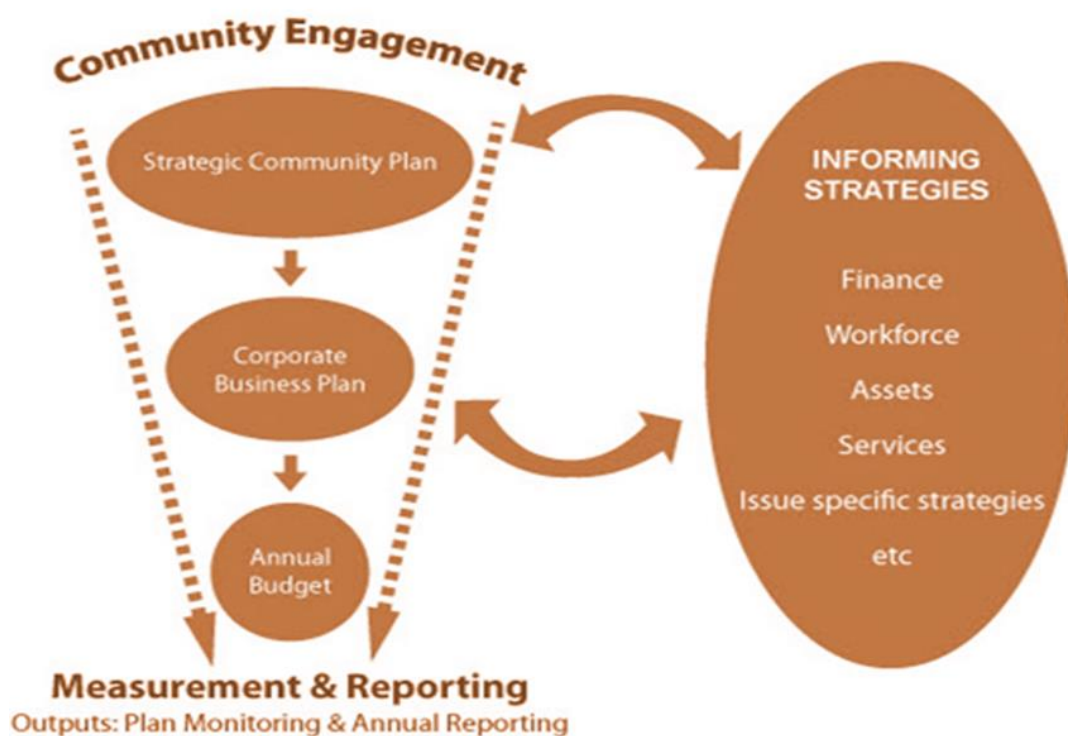 Community Engagement
Strategic Community Plan
Corporate
Business Plan
Annual
Budget
Measurement & Reporting
Outputs: Plan Monitoring & Annual Reporting
INFORMING
STRATEGIES
Finance
Workforce
Assets
Services
Issue specific strategies
etc